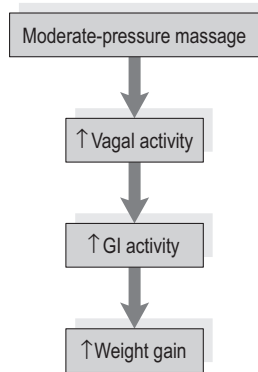 Moderate-pressure massage
↑Vagal activity
↑GI activity
↑Weight gain